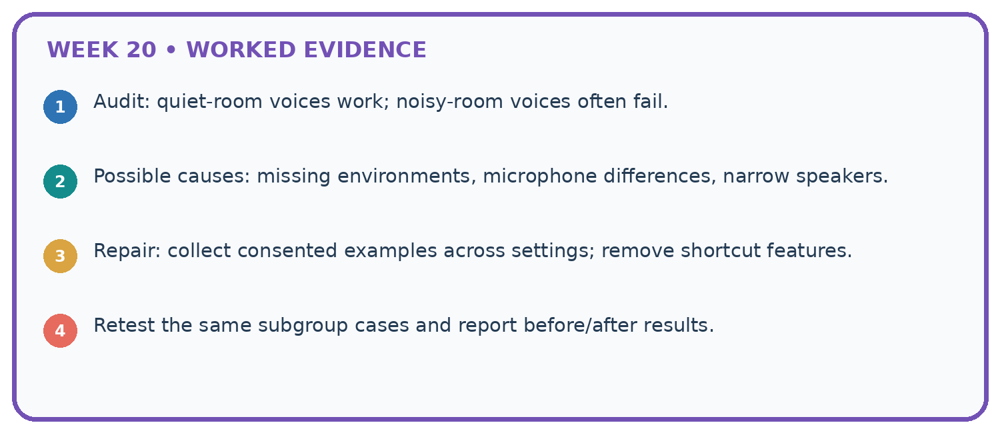 WEEK 20 • WORKED EVIDENCE
1 Audit: quiet-room voices work; noisy-room voices often fail.
2 Possible causes: missing environments, microphone differences, narrow speakers.
3 Repair: collect consented examples across settings; remove shortcut features.
4 Retest the same subgroup cases and report before/after results.